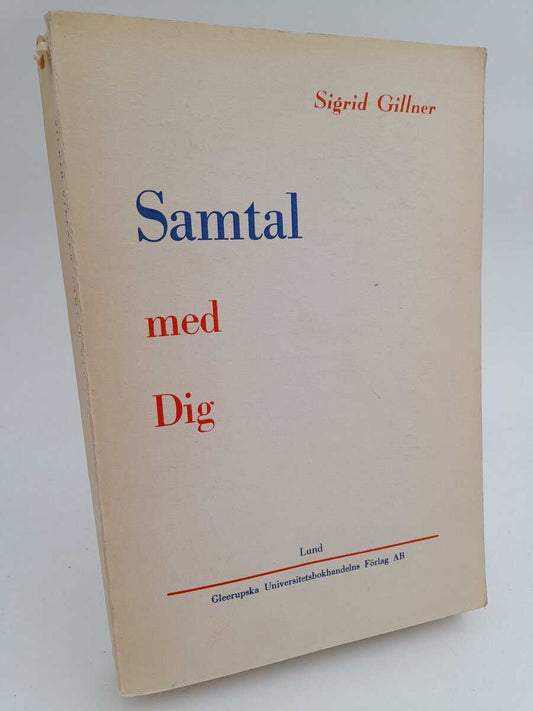 Sigrid Gillner
Samtal
med
Dig
Lund
Gleerupska Universitetsbokhandelns Förlag AB